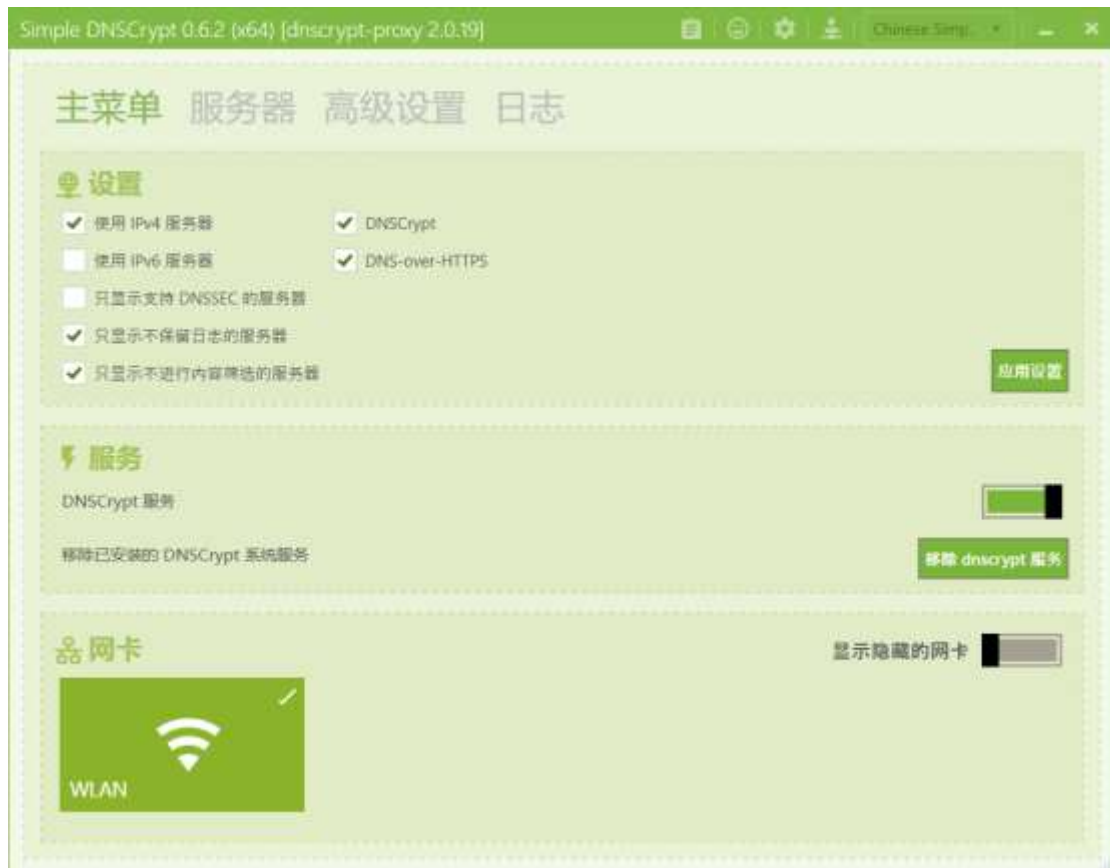 Simple DNSCrypt 0.6.2 (x64) [dnscrypt-proxy 2.0.19]
Chinese Simp.
主菜单 服务器 高级设置 日志
设置
使用 IPv4 服务器
DNSCrypt
使用 IPv6 服务器
DNS-over-HTTPS
只显示支持 DNSSEC 的服务器
只显示不保留日志的服务器
只显示不进行内容筛选的服务器
应用设置
服务
DNSCrypt 服务
移除已安装的 DNSCrypt 系统服务
移除 dnscrypt 服务
网卡
显示隐藏的网卡
WLAN